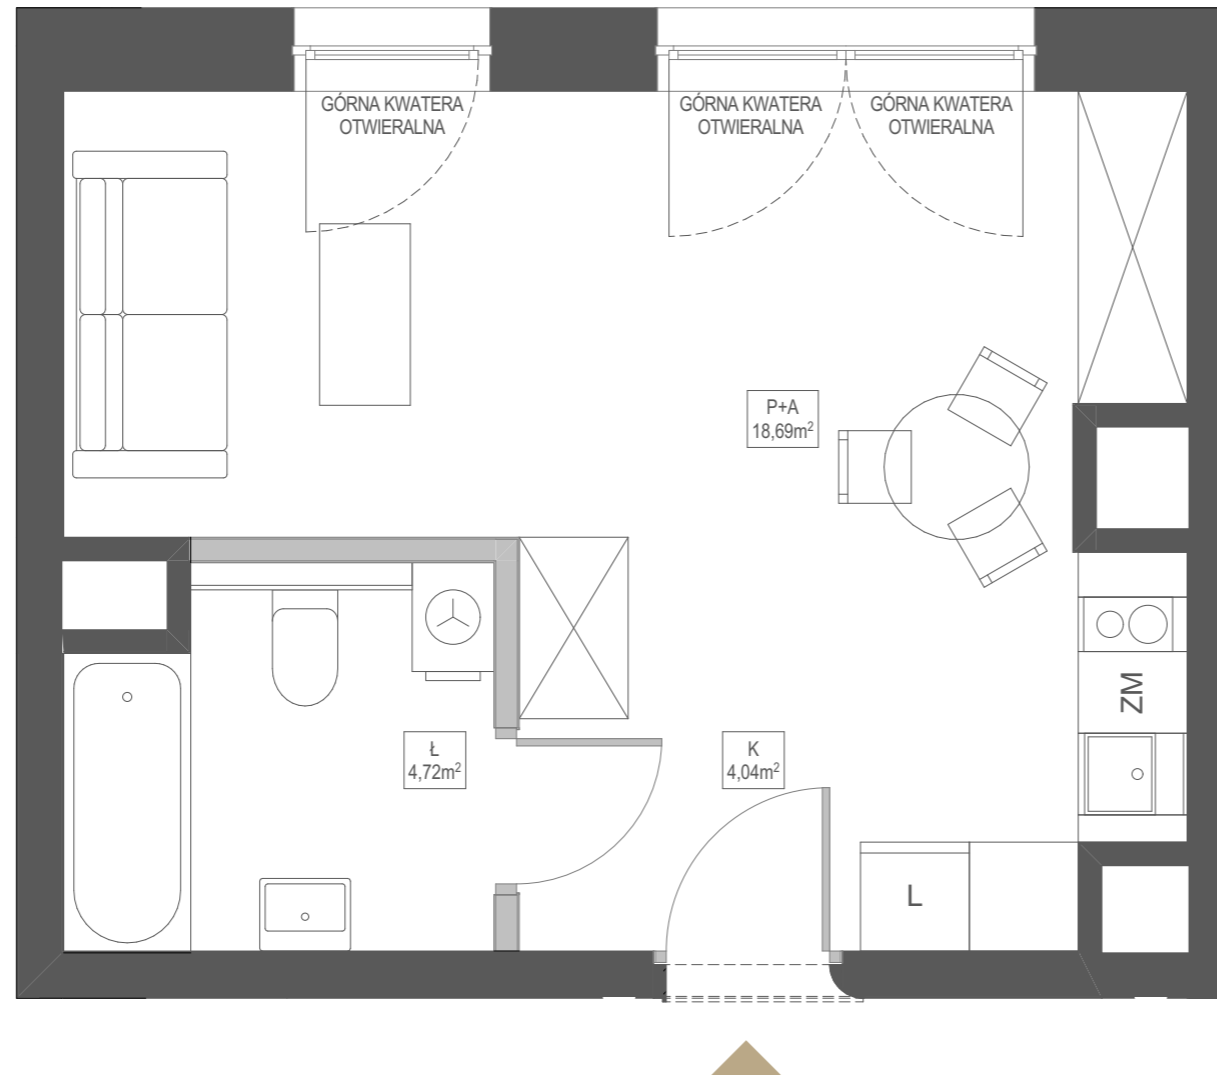 GÓRNA KWATERA
OTWIERALNA
GÓRNA KWATERA
OTWIERALNA
GÓRNA KWATERA
OTWIERALNA
P+A
18,69m²
ZM
Ł
4,72m²
K
4,04m²
L